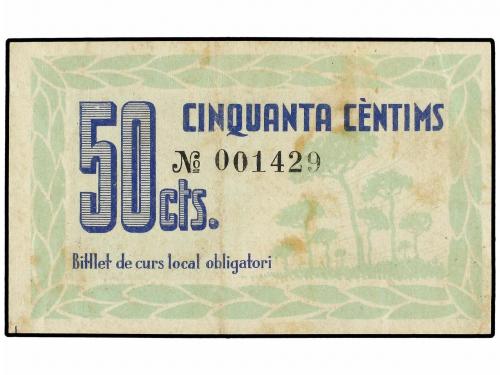 50 cts.
CINQUANTA CÈNTIMS
№ 001429
Bitllet de curs local obligatori